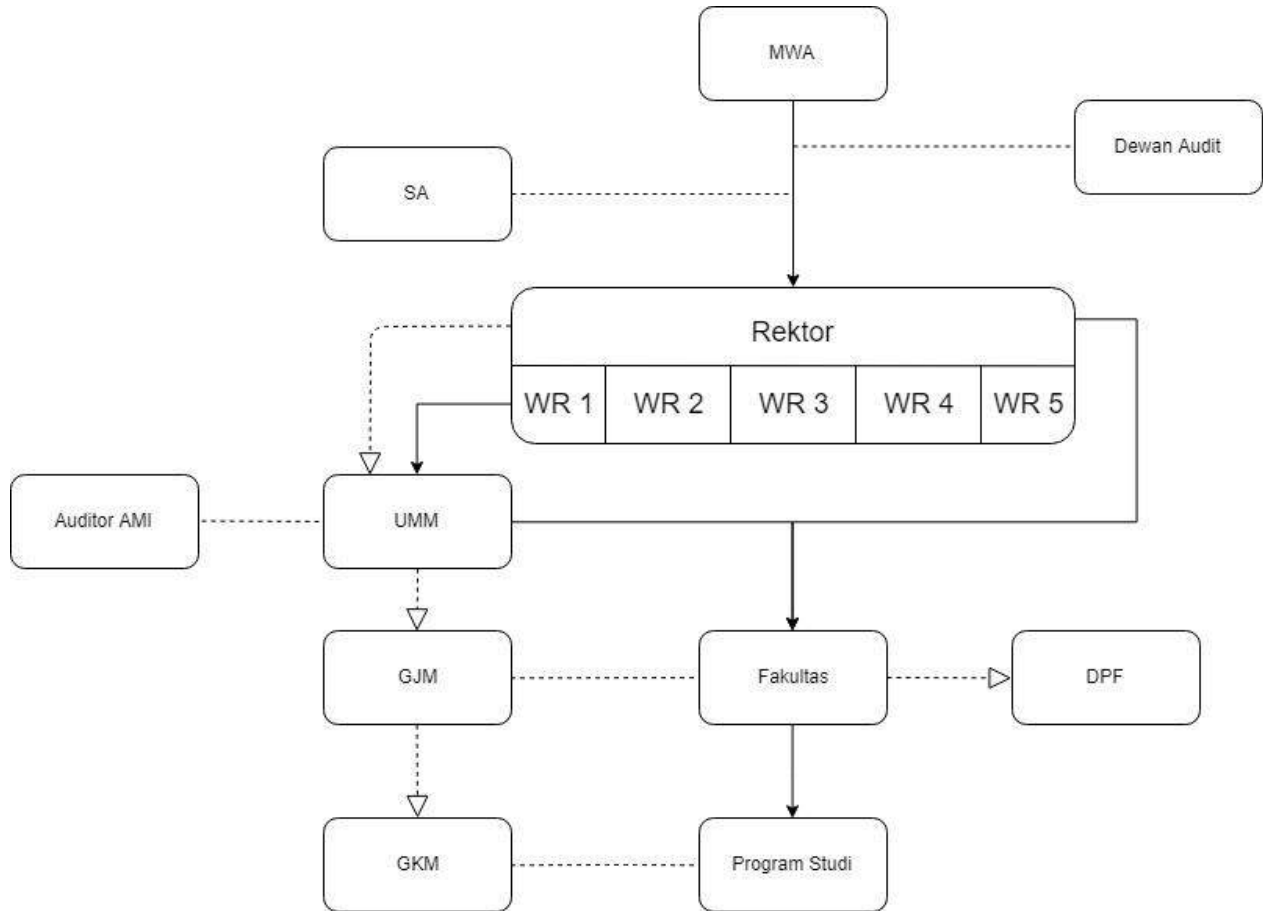 MWA
Dewan Audit
SA
Rektor
WR 1 WR 2 WR 3 WR 4 WR 5
Auditor AMI
UMM
GJM
Fakultas
DPF
GKM
Program Studi